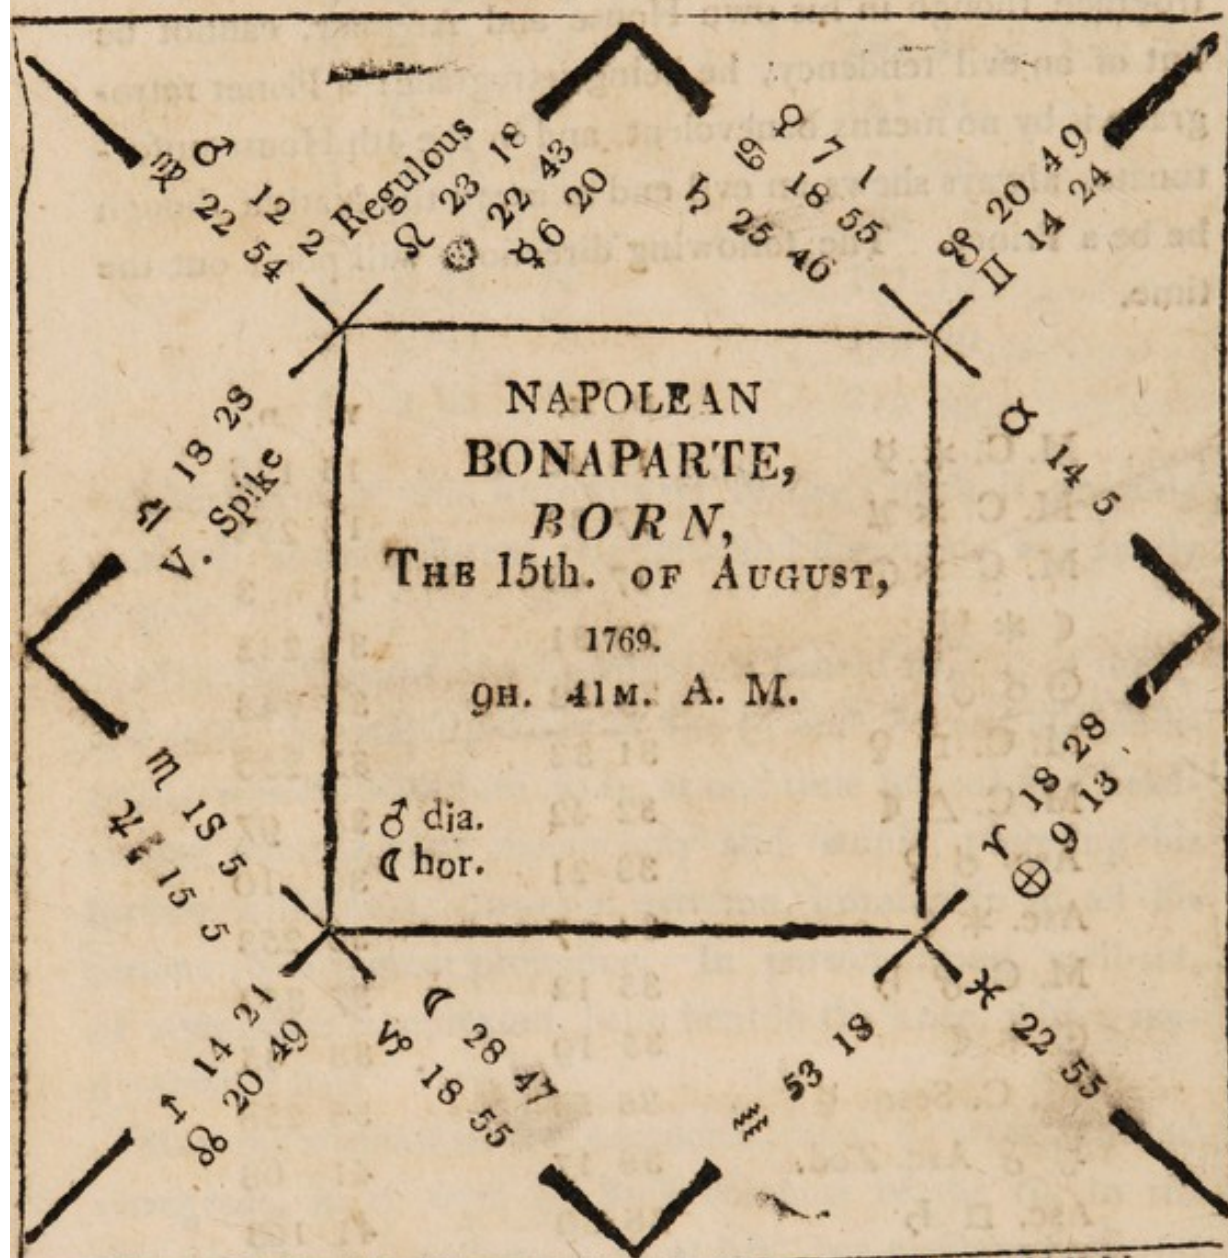 ♂ 12 2
♍ 22 54
Regulous
♌ 23 18
☉ 22 43
☿ 6 20
♀ 7 1
♋ 18 55
♄ 25 46
☋ 20 49
♊ 14 24
♎ 18 28
V. Spike
♉ 14 5
NAPOLEAN
BONAPARTE,
BORN,
THE 15th. OF AUGUST,
1769.
9H. 41M. A. M.
♂ dia.
☾ hor.
♏ 18 5
♃ 15 5
♈ 18 28
⊗ 9 13
♐ 14 21
☊ 20 49
☾ 28 47
♑ 18 55
♒ 53 18
♓ 22 55